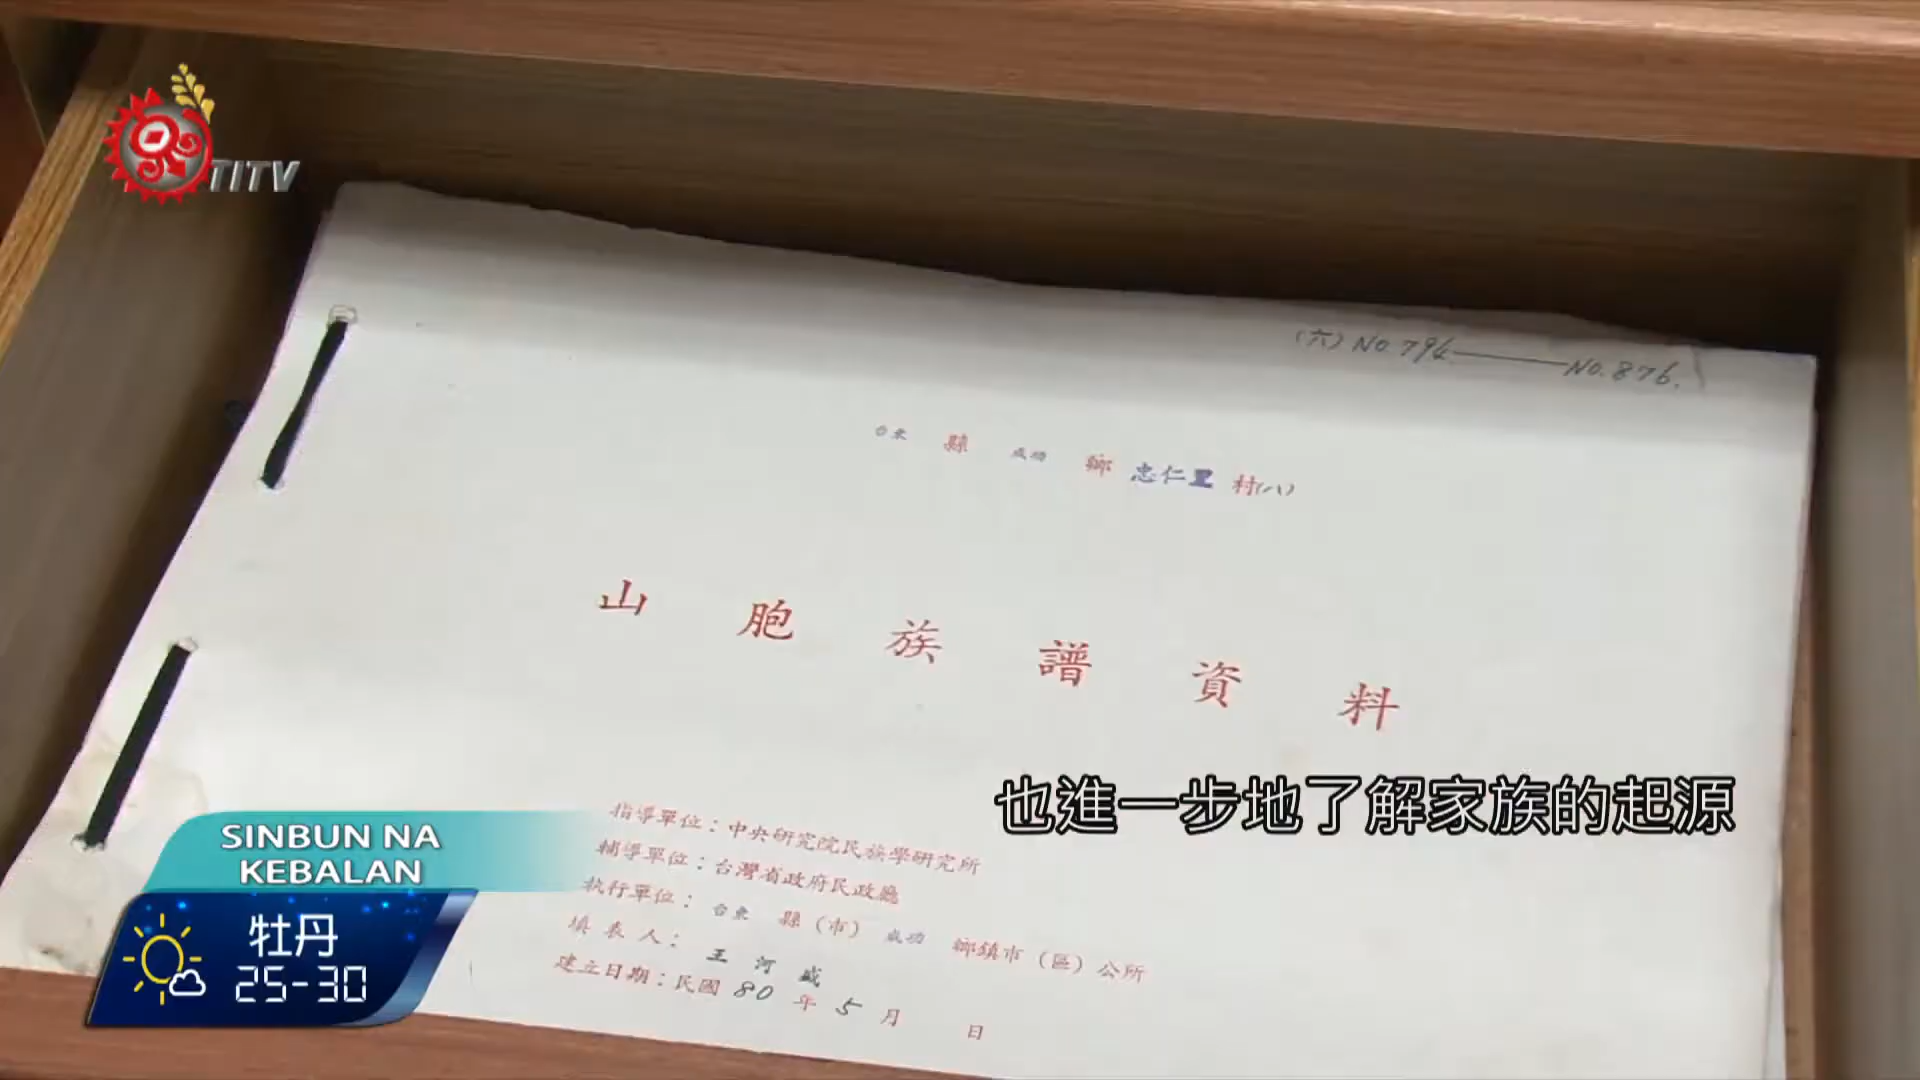 TITV
(六) NO.794——NO.876.
台東 縣 成功 鄉 忠仁里 村(八)
山胞族譜資料
也進一步地了解家族的起源
指導單位：中央研究院民族學研究所
輔導單位：台灣省政府民政廳
執行單位：台東 縣（市） 成功 鄉鎮市（區）公所
填表人：王河盛
建立日期：民國 80 年 5 月 日
SINBUN NA
KEBALAN
牡丹
25-30